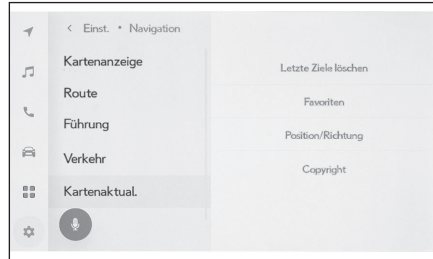 < Einst. • Navigation
Kartenanzeige
Route
Führung
Verkehr
Kartenaktual.
Letzte Ziele löschen
Favoriten
Position/Richtung
Copyright